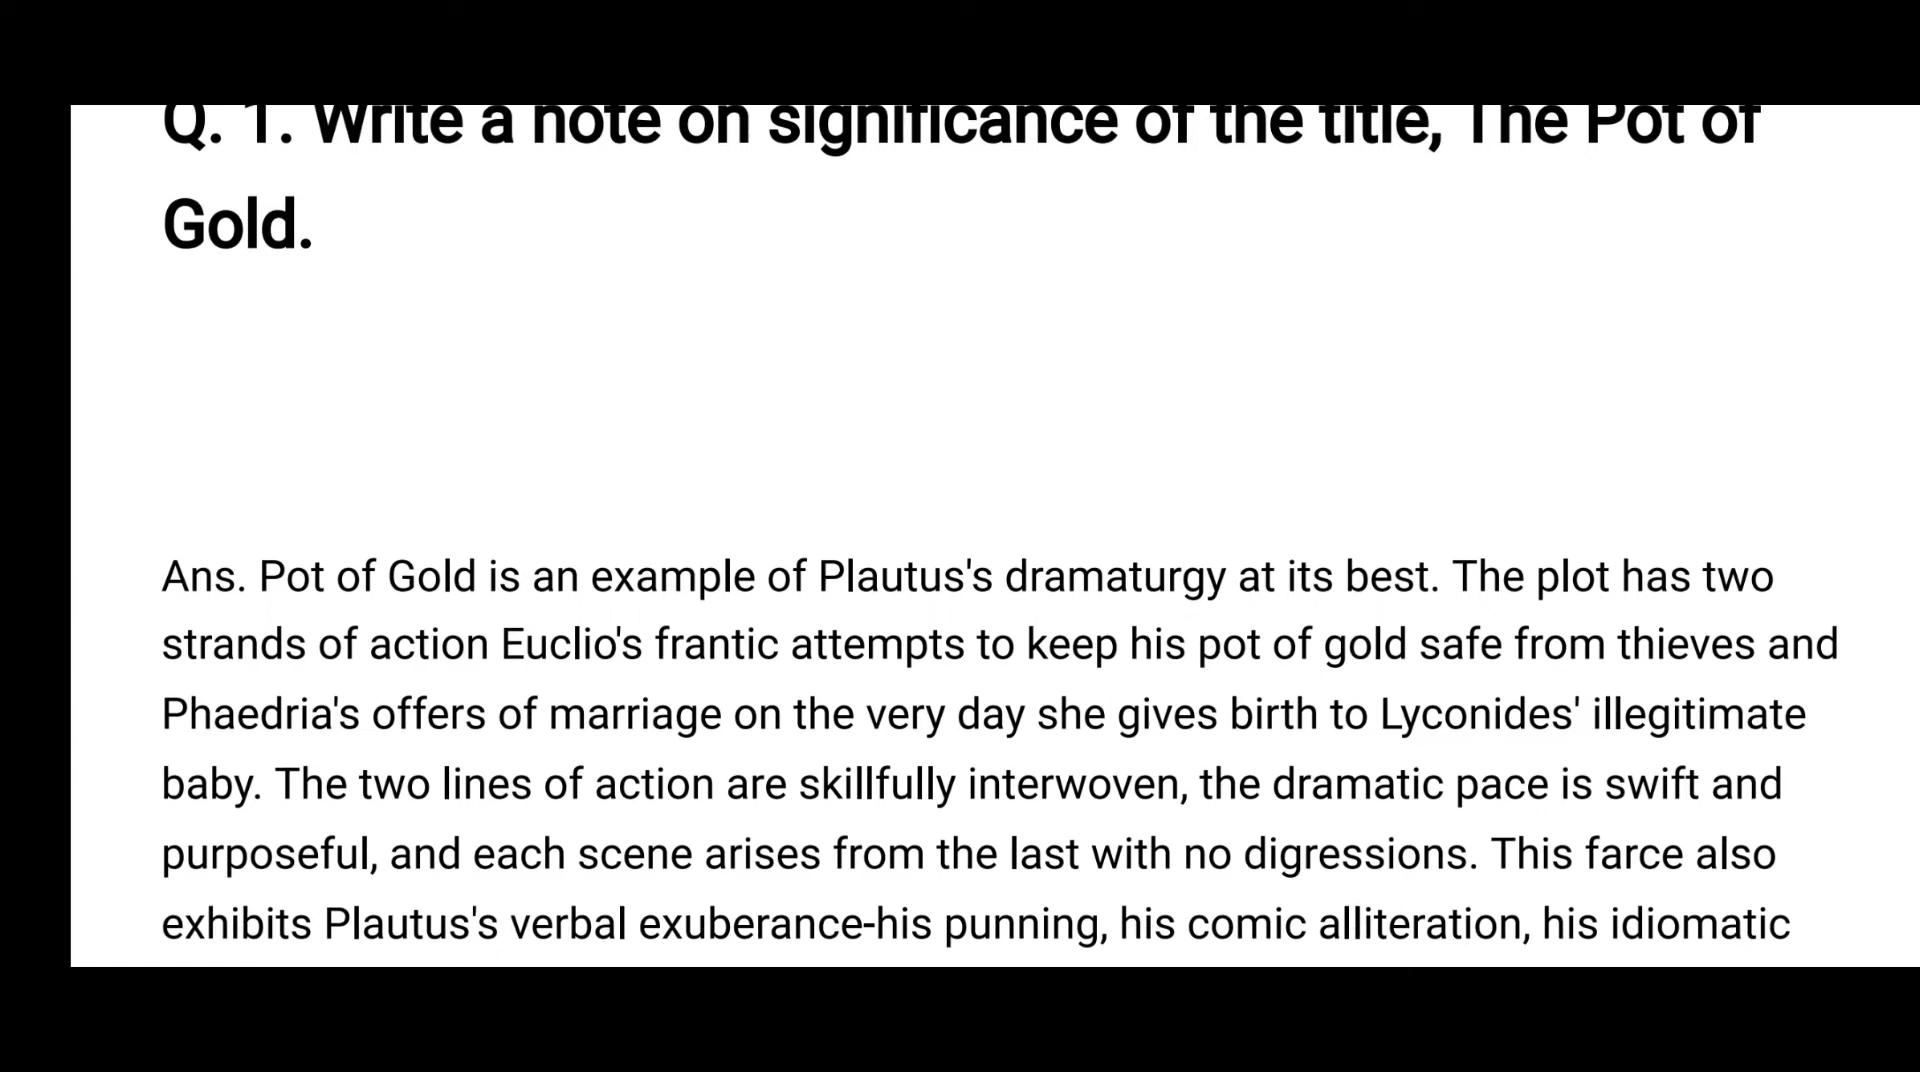 Q. 1. Write a note on significance of the title, The Pot of
Gold.
Ans. Pot of Gold is an example of Plautus's dramaturgy at its best. The plot has two
strands of action Euclio's frantic attempts to keep his pot of gold safe from thieves and
Phaedria's offers of marriage on the very day she gives birth to Lyconides' illegitimate
baby. The two lines of action are skillfully interwoven, the dramatic pace is swift and
purposeful, and each scene arises from the last with no digressions. This farce also
exhibits Plautus's verbal exuberance-his punning, his comic alliteration, his idiomatic